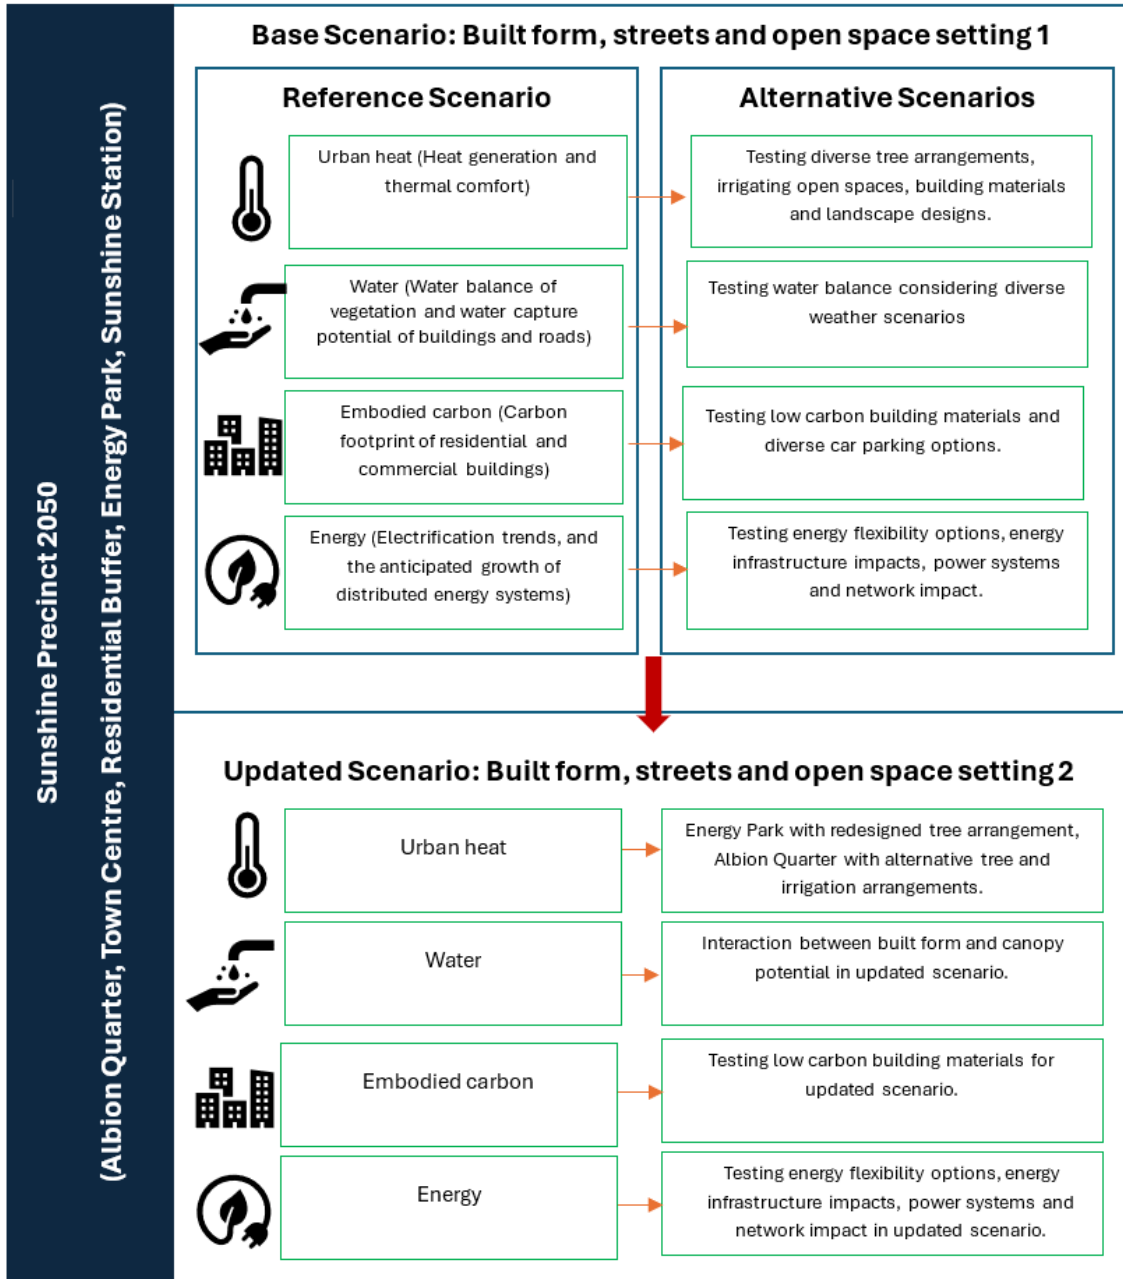 Sunshine Precinct 2050
(Albion Quarter, Town Centre, Residential Buffer, Energy Park, Sunshine Station)
Base Scenario: Built form, streets and open space setting 1
Reference Scenario
Alternative Scenarios
Urban heat (Heat generation and
thermal comfort)
Testing diverse tree arrangements,
irrigating open spaces, building materials
and landscape designs.
Water (Water balance of
vegetation and water capture
potential of buildings and roads)
Testing water balance considering diverse
weather scenarios
Embodied carbon (Carbon
footprint of residential and
commercial buildings)
Testing low carbon building materials and
diverse car parking options.
Energy (Electrification trends, and
the anticipated growth of
distributed energy systems)
Testing energy flexibility options, energy
infrastructure impacts, power systems
and network impact.
Updated Scenario: Built form, streets and open space setting 2
Urban heat
Energy Park with redesigned tree arrangement,
Albion Quarter with alternative tree and
irrigation arrangements.
Water
Interaction between built form and canopy
potential in updated scenario.
Embodied carbon
Testing low carbon building materials for
updated scenario.
Energy
Testing energy flexibility options, energy
infrastructure impacts, power systems and
network impact in updated scenario.